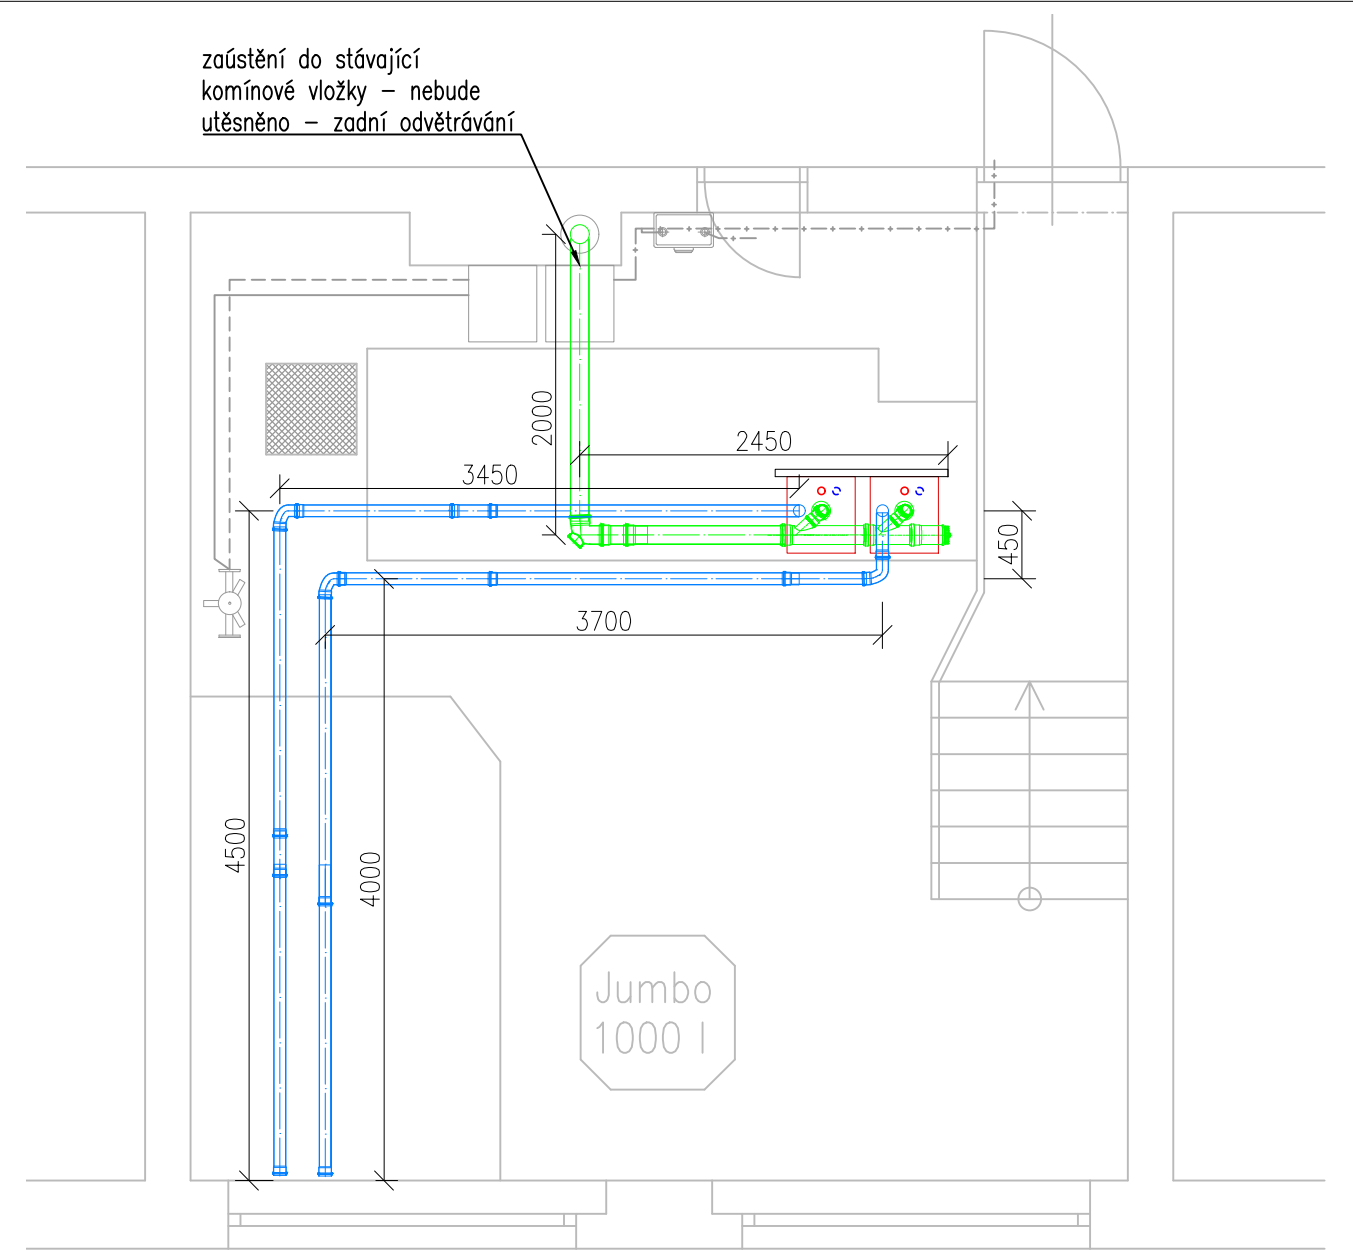 zaústění do stávající
komínové vložky – nebude
utěsněno – zadní odvětrávání
2000
2450
3450
450
3700
4500
4000
Jumbo
1000 l